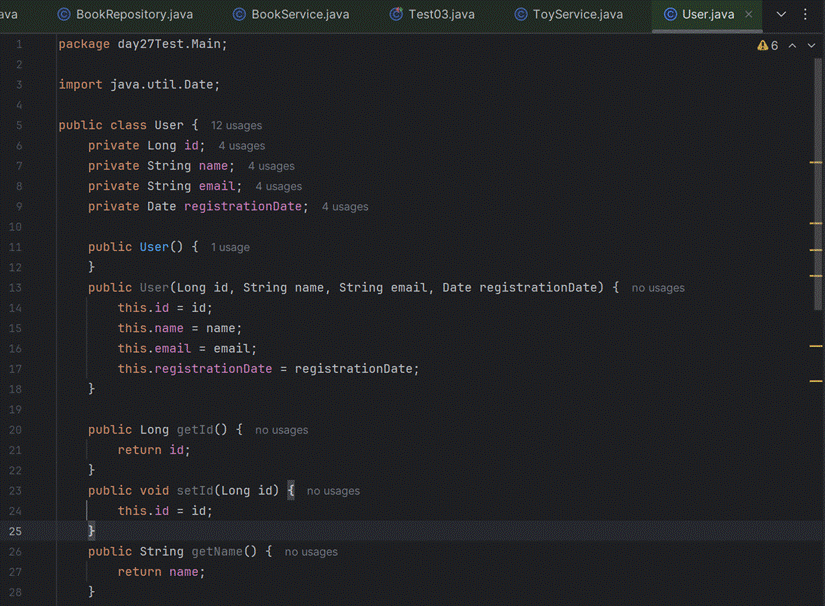 ava BookRepository.java BookService.java Test03.java ToyService.java User.java
6
1 package day27Test.Main;
2
3 import java.util.Date;
4
5 public class User { 12 usages
6 private Long id; 4 usages
7 private String name; 4 usages
8 private String email; 4 usages
9 private Date registrationDate; 4 usages
10
11 public User() { 1 usage
12 }
13 public User(Long id, String name, String email, Date registrationDate) { no usages
14 this.id = id;
15 this.name = name;
16 this.email = email;
17 this.registrationDate = registrationDate;
18 }
19
20 public Long getId() { no usages
21 return id;
22 }
23 public void setId(Long id) { no usages
24 this.id = id;
25 }
26 public String getName() { no usages
27 return name;
28 }